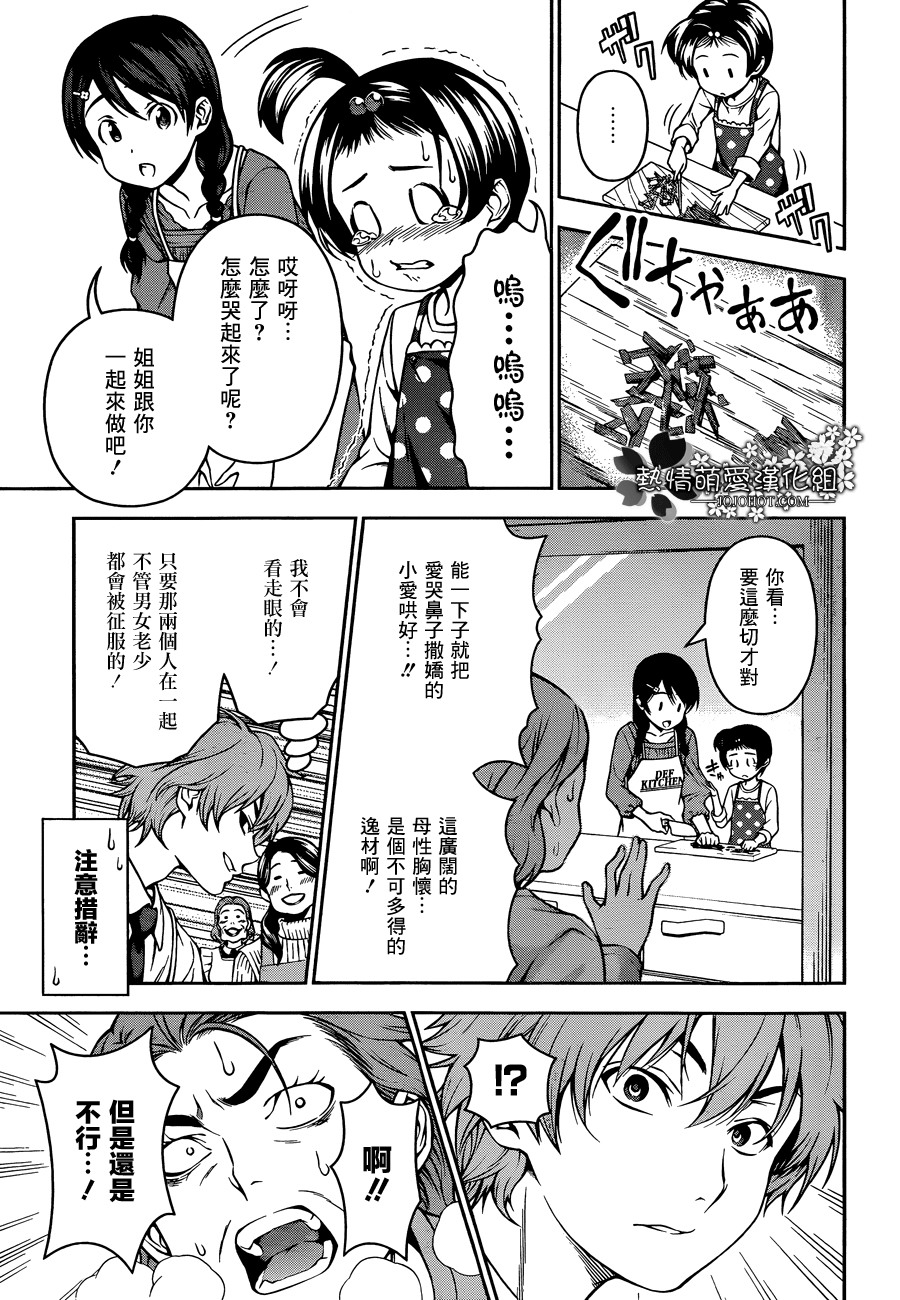 …
…
ザク
ザク
ぐちゃああ
嗚…嗚嗚
嗚…
哎呀呀…
怎麼了？
怎麼哭起來了呢？
姐姐跟你
一起來做吧！
熱情萌愛漢化組
JOJOHOT.COM
你看…
要這麼切才對
DEE
KITCHEN
能一下子就把
愛哭鼻子撒嬌的
小愛哄好…!!
這廣闊的
母性胸懷…
是個不可多得的
逸材啊！
我不會
看走眼的…！
只要那兩個人在一起
不管男女老少
都會被征服的！
注意措辭…
!?
啊!!
但是還是
不行…！